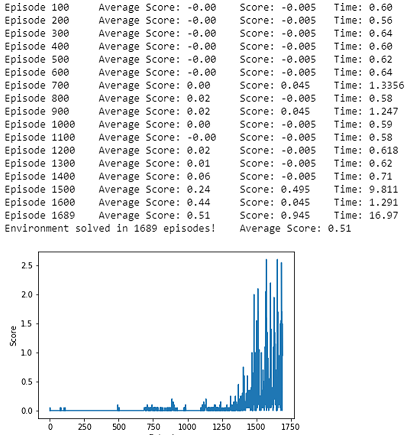 Episode 100 Average Score: -0.00 Score: -0.005 Time: 0.60
Episode 200 Average Score: -0.00 Score: -0.005 Time: 0.56
Episode 300 Average Score: -0.00 Score: -0.005 Time: 0.64
Episode 400 Average Score: -0.00 Score: -0.005 Time: 0.60
Episode 500 Average Score: -0.00 Score: -0.005 Time: 0.62
Episode 600 Average Score: -0.00 Score: -0.005 Time: 0.64
Episode 700 Average Score: 0.00 Score: 0.045 Time: 1.3356
Episode 800 Average Score: 0.02 Score: -0.005 Time: 0.58
Episode 900 Average Score: 0.02 Score: 0.045 Time: 1.247
Episode 1000 Average Score: 0.00 Score: -0.005 Time: 0.59
Episode 1100 Average Score: -0.00 Score: -0.005 Time: 0.58
Episode 1200 Average Score: 0.02 Score: -0.005 Time: 0.618
Episode 1300 Average Score: 0.01 Score: -0.005 Time: 0.62
Episode 1400 Average Score: 0.06 Score: -0.005 Time: 0.71
Episode 1500 Average Score: 0.24 Score: 0.495 Time: 9.811
Episode 1600 Average Score: 0.44 Score: 0.045 Time: 1.291
Episode 1689 Average Score: 0.51 Score: 0.945 Time: 16.97
Environment solved in 1689 episodes! Average Score: 0.51
2.5
2.0
1.5
1.0
0.5
0.0
Score
0 250 500 750 1000 1250 1500 1750